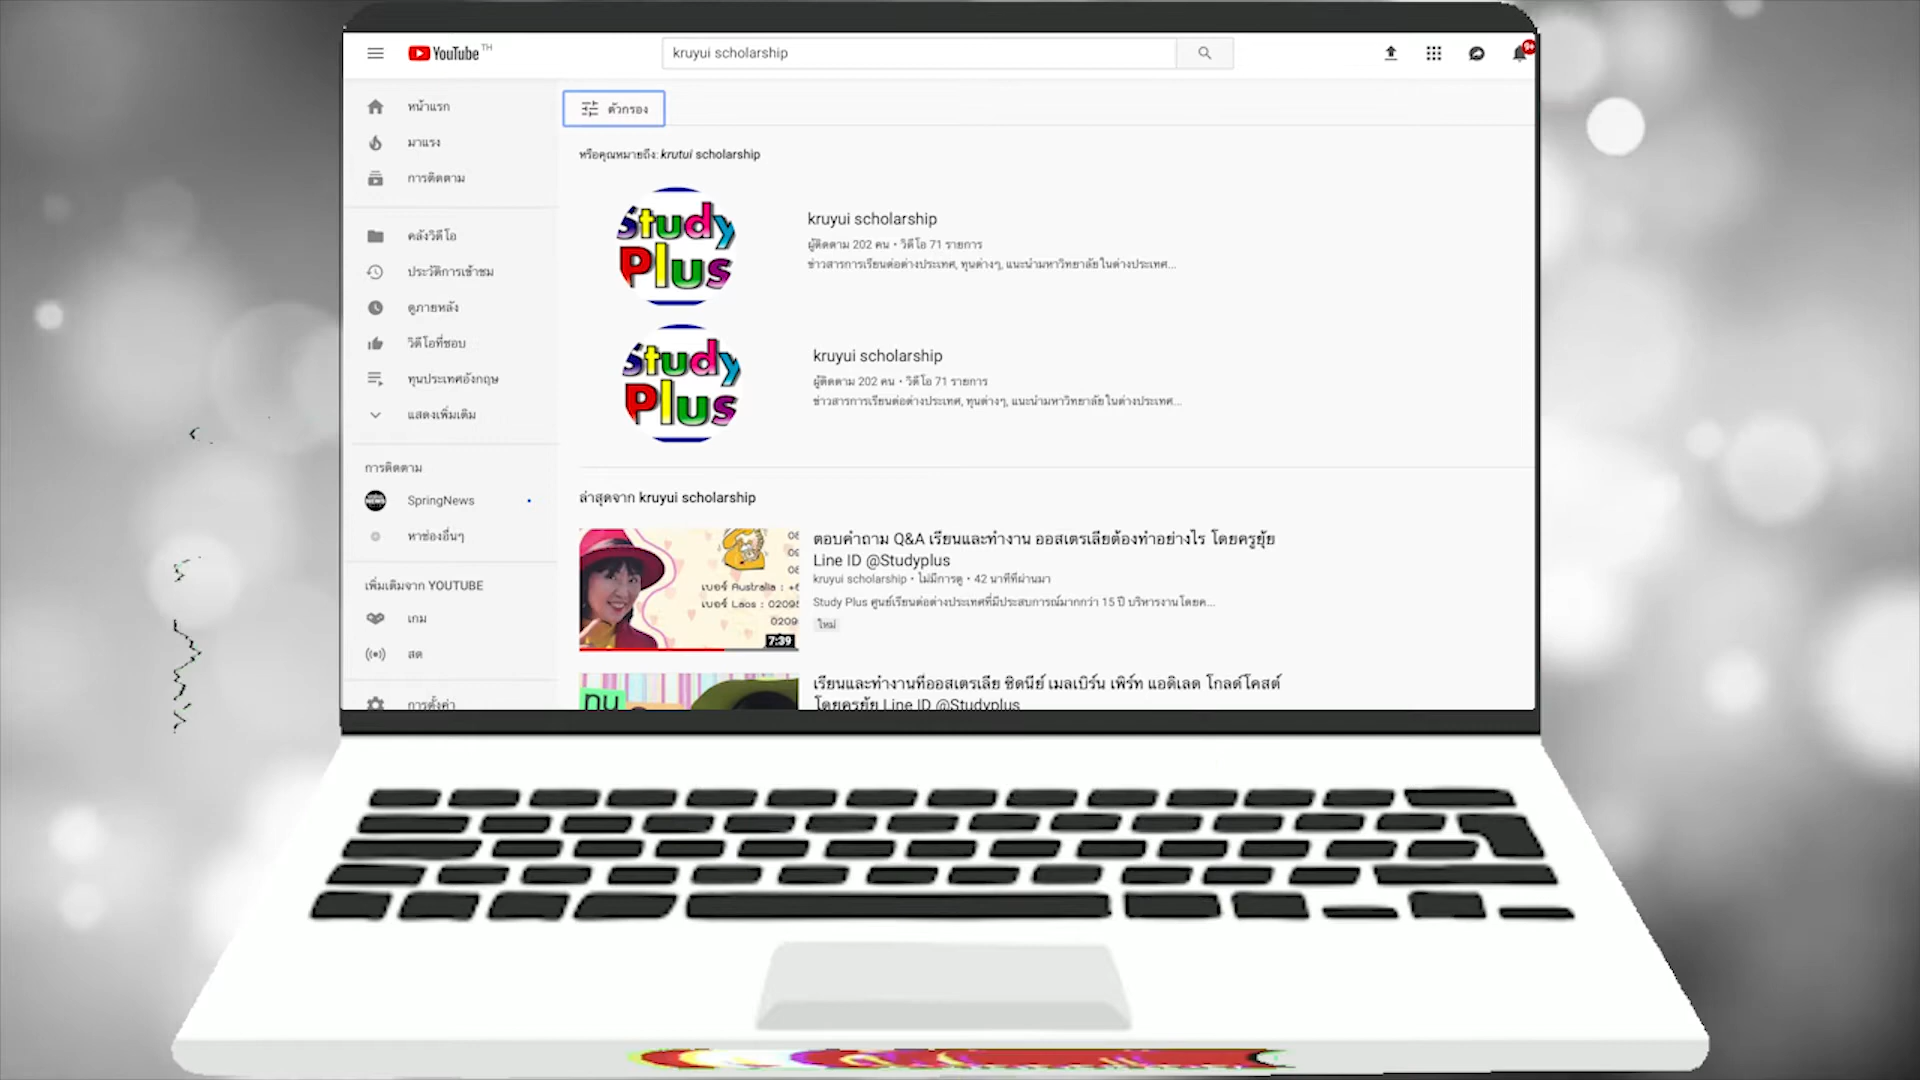 YouTube TH
kruyui scholarship
9+
หน้าแรก
มาแรง
การติดตาม
คลังวิดีโอ
ประวัติการเข้าชม
ดูภายหลัง
วิดีโอที่ชอบ
ทุนประเทศอังกฤษ
แสดงเพิ่มเติม
การติดตาม
SpringNews
หาช่องอื่นๆ
เพิ่มเติมจาก YOUTUBE
เกม
สด
การตั้งค่า
ตัวกรอง
หรือคุณหมายถึง: krutui scholarship
Study
Plus
kruyui scholarship
ผู้ติดตาม 202 คน • วิดีโอ 71 รายการ
ข่าวสารการเรียนต่อต่างประเทศ, ทุนต่างๆ, แนะนำมหาวิทยาลัยในต่างประเทศ...
Study
Plus
kruyui scholarship
ผู้ติดตาม 202 คน • วิดีโอ 71 รายการ
ข่าวสารการเรียนต่อต่างประเทศ, ทุนต่างๆ, แนะนำมหาวิทยาลัยในต่างประเทศ...
ล่าสุดจาก kruyui scholarship
เบอร์ Australia : +6
เบอร์ Laos : 02095
0209
7:39
ตอบคำถาม Q&A เรียนและทำงาน ออสเตรเลียต้องทำอย่างไร โดยครูยุ้ย
Line ID @Studyplus
kruyui scholarship • ไม่มีการดู • 42 นาทีที่ผ่านมา
Study Plus ศูนย์เรียนต่อต่างประเทศที่มีประสบการณ์มากกว่า 15 ปี บริหารงานโดยค...
ใหม่
ทุน
เรียนและทำงานที่ออสเตรเลีย ซิดนีย์ เมลเบิร์น เพิร์ท แอดิเลด โกลด์โคสต์
โดยครูยุ้ย Line ID @Studyplus